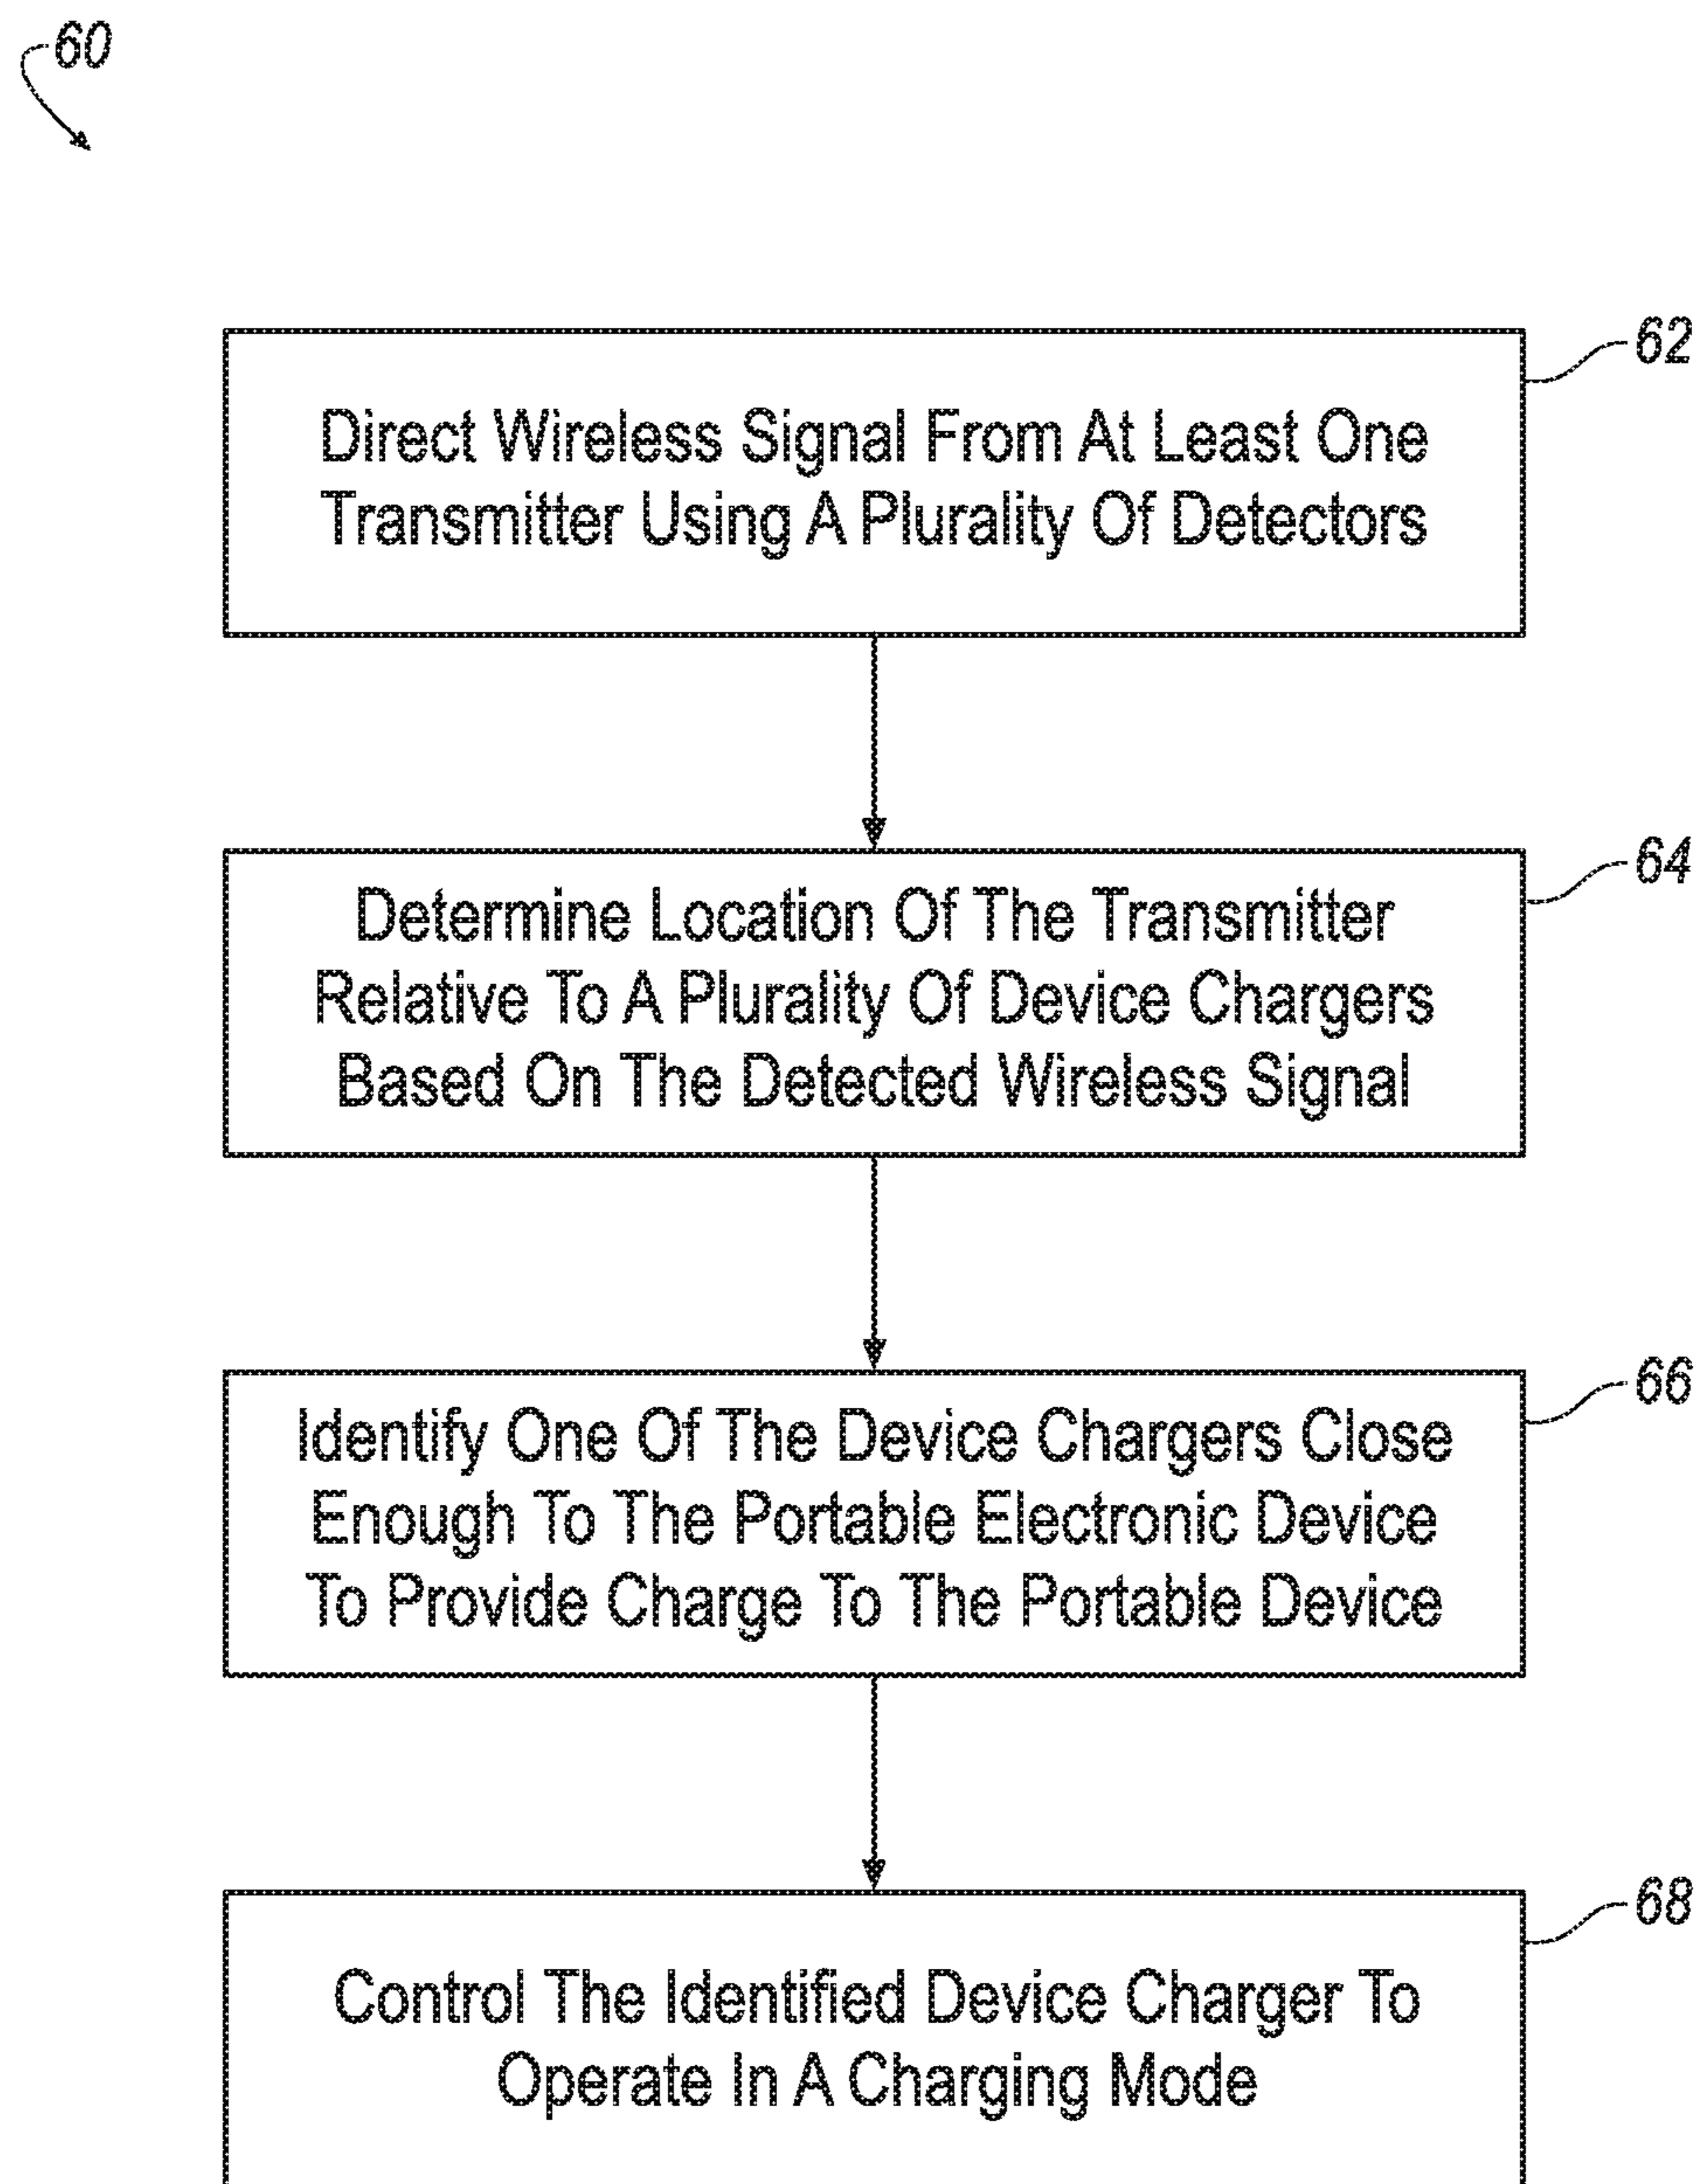 60
62
Direct Wireless Signal From At Least One
Transmitter Using A Plurality Of Detectors
64
Determine Location Of The Transmitter
Relative To A Plurality Of Device Chargers
Based On The Detected Wireless Signal
66
Identify One Of The Device Chargers Close
Enough To The Portable Electronic Device
To Provide Charge To The Portable Device
68
Control The Identified Device Charger To
Operate In A Charging Mode